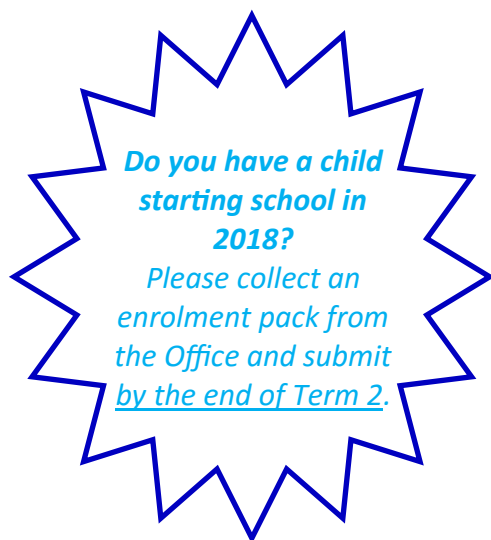 Do you have a child
starting school in
2018?
Please collect an
enrolment pack from
the Office and submit
by the end of Term 2.